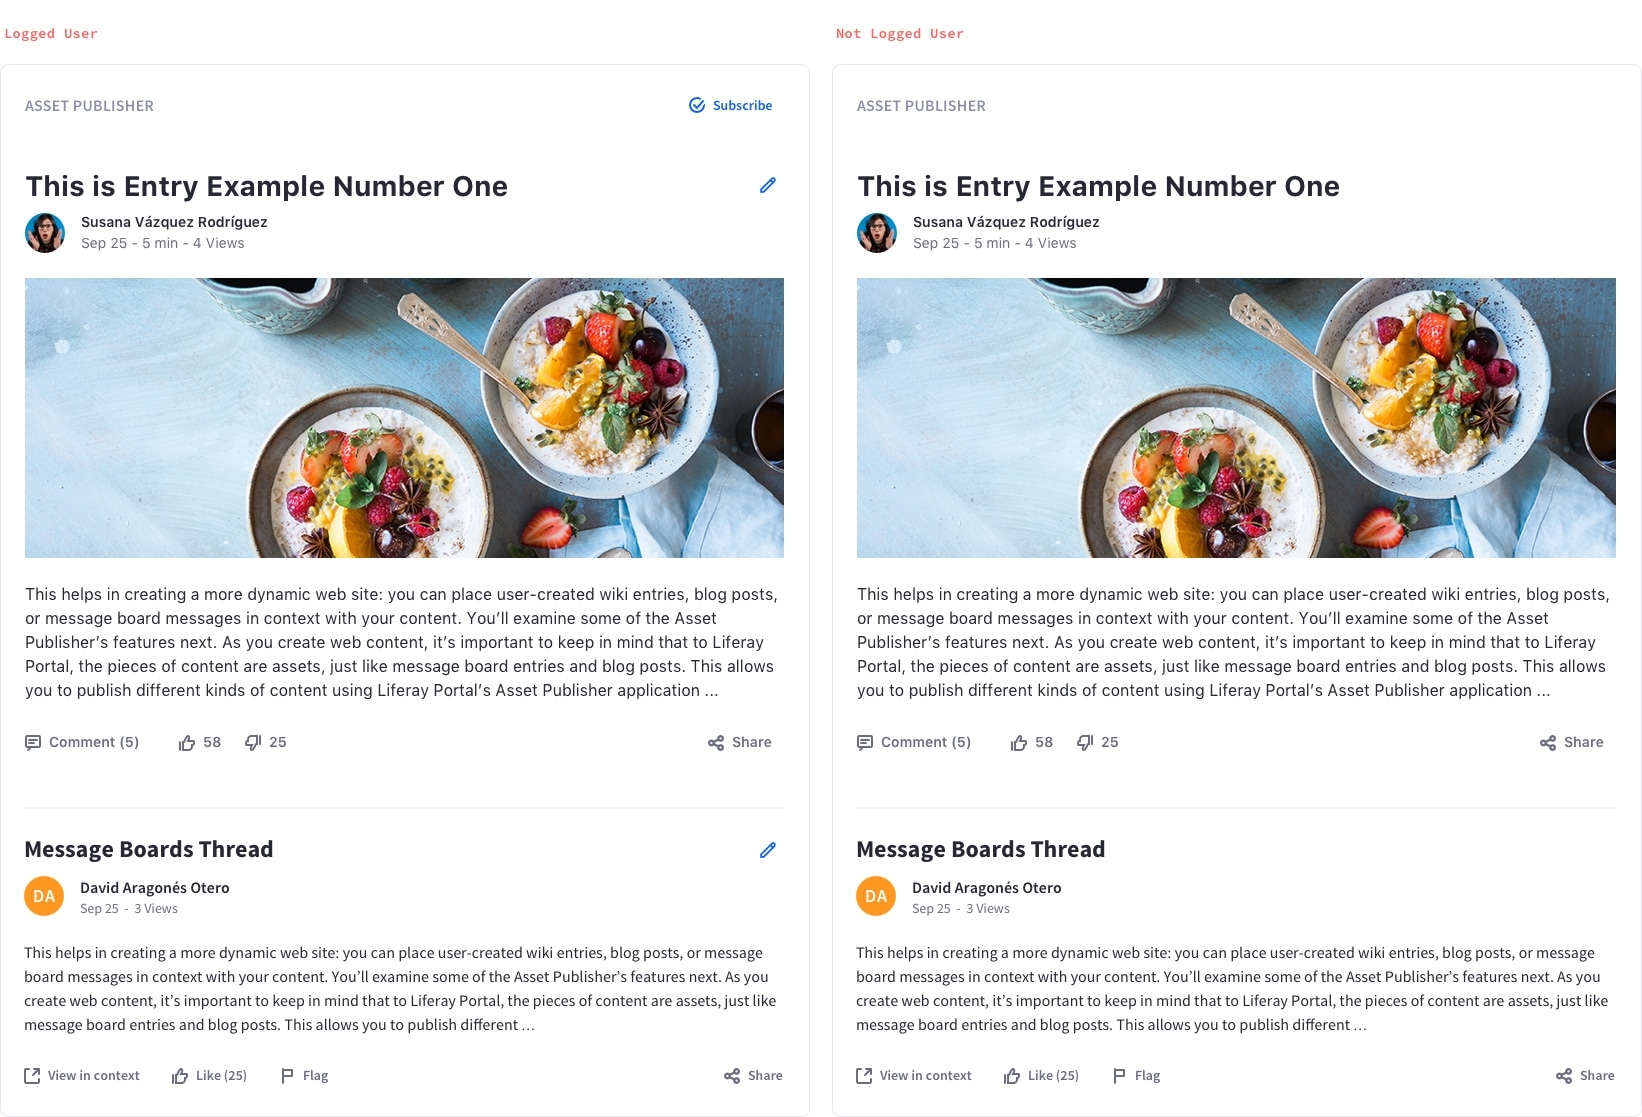 Logged User
ASSET PUBLISHER
Subscribe
This is Entry Example Number One
Susana Vázquez Rodríguez
Sep 25 - 5 min - 4 Views
This helps in creating a more dynamic web site: you can place user-created wiki entries, blog posts,
or message board messages in context with your content. You’ll examine some of the Asset
Publisher’s features next. As you create web content, it’s important to keep in mind that to Liferay
Portal, the pieces of content are assets, just like message board entries and blog posts. This allows
you to publish different kinds of content using Liferay Portal’s Asset Publisher application ...
Comment (5) 58 25 Share
Message Boards Thread
DA
David Aragonés Otero
Sep 25 - 3 Views
This helps in creating a more dynamic web site: you can place user-created wiki entries, blog posts, or message
board messages in context with your content. You’ll examine some of the Asset Publisher’s features next. As you
create web content, it’s important to keep in mind that to Liferay Portal, the pieces of content are assets, just like
message board entries and blog posts. This allows you to publish different …
View in context Like (25) Flag Share
Not Logged User
ASSET PUBLISHER
This is Entry Example Number One
Susana Vázquez Rodríguez
Sep 25 - 5 min - 4 Views
This helps in creating a more dynamic web site: you can place user-created wiki entries, blog posts,
or message board messages in context with your content. You’ll examine some of the Asset
Publisher’s features next. As you create web content, it’s important to keep in mind that to Liferay
Portal, the pieces of content are assets, just like message board entries and blog posts. This allows
you to publish different kinds of content using Liferay Portal’s Asset Publisher application ...
Comment (5) 58 25 Share
Message Boards Thread
DA
David Aragonés Otero
Sep 25 - 3 Views
This helps in creating a more dynamic web site: you can place user-created wiki entries, blog posts, or message
board messages in context with your content. You’ll examine some of the Asset Publisher’s features next. As you
create web content, it’s important to keep in mind that to Liferay Portal, the pieces of content are assets, just like
message board entries and blog posts. This allows you to publish different …
View in context Like (25) Flag Share